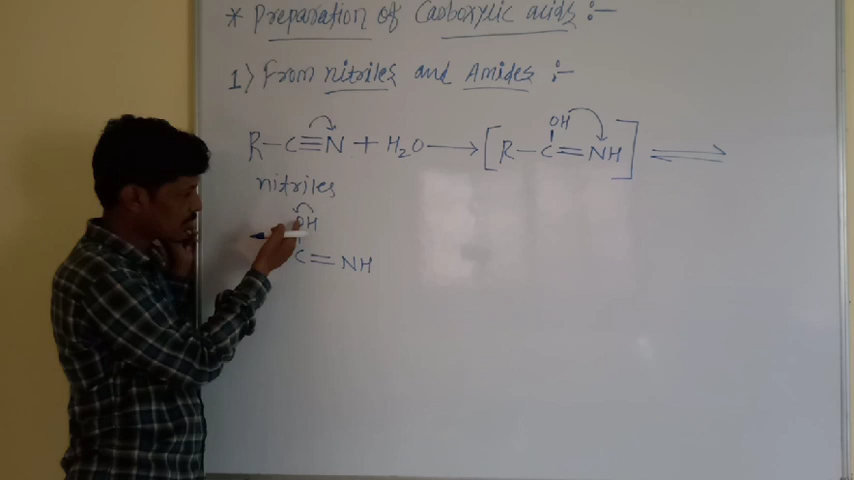 * Preparation of Carboxylic acids :-
1) From nitriles and Amides :-
R-C≡N + H₂O → [R-C=NH] ⇌
OH
nitriles
OH
C=NH